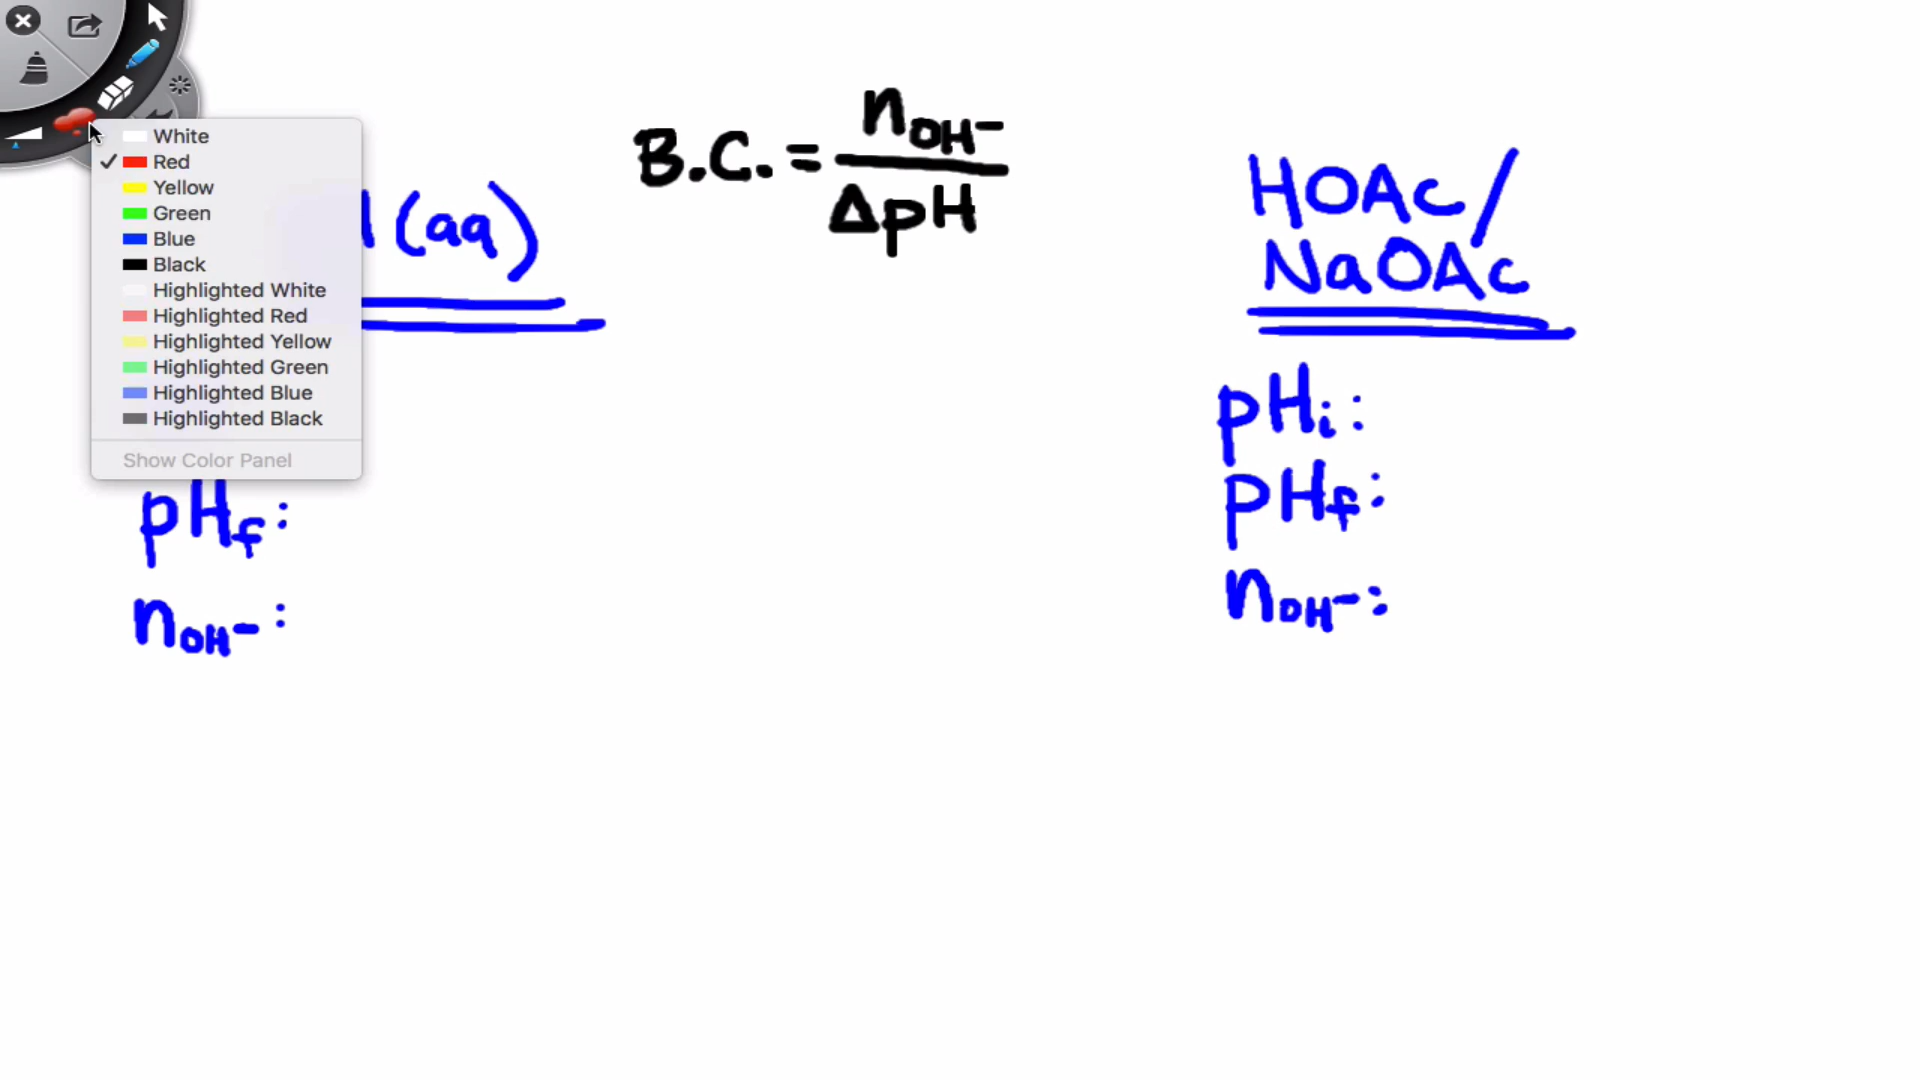 White
Red
Yellow
Green
Blue
Black
Highlighted White
Highlighted Red
Highlighted Yellow
Highlighted Green
Highlighted Blue
Highlighted Black
Show Color Panel
(aq)
pHf:
nOH-:
B.C. = nOH-
ΔpH
HOAc/
NaOAc
pHi:
pHf:
nOH-: